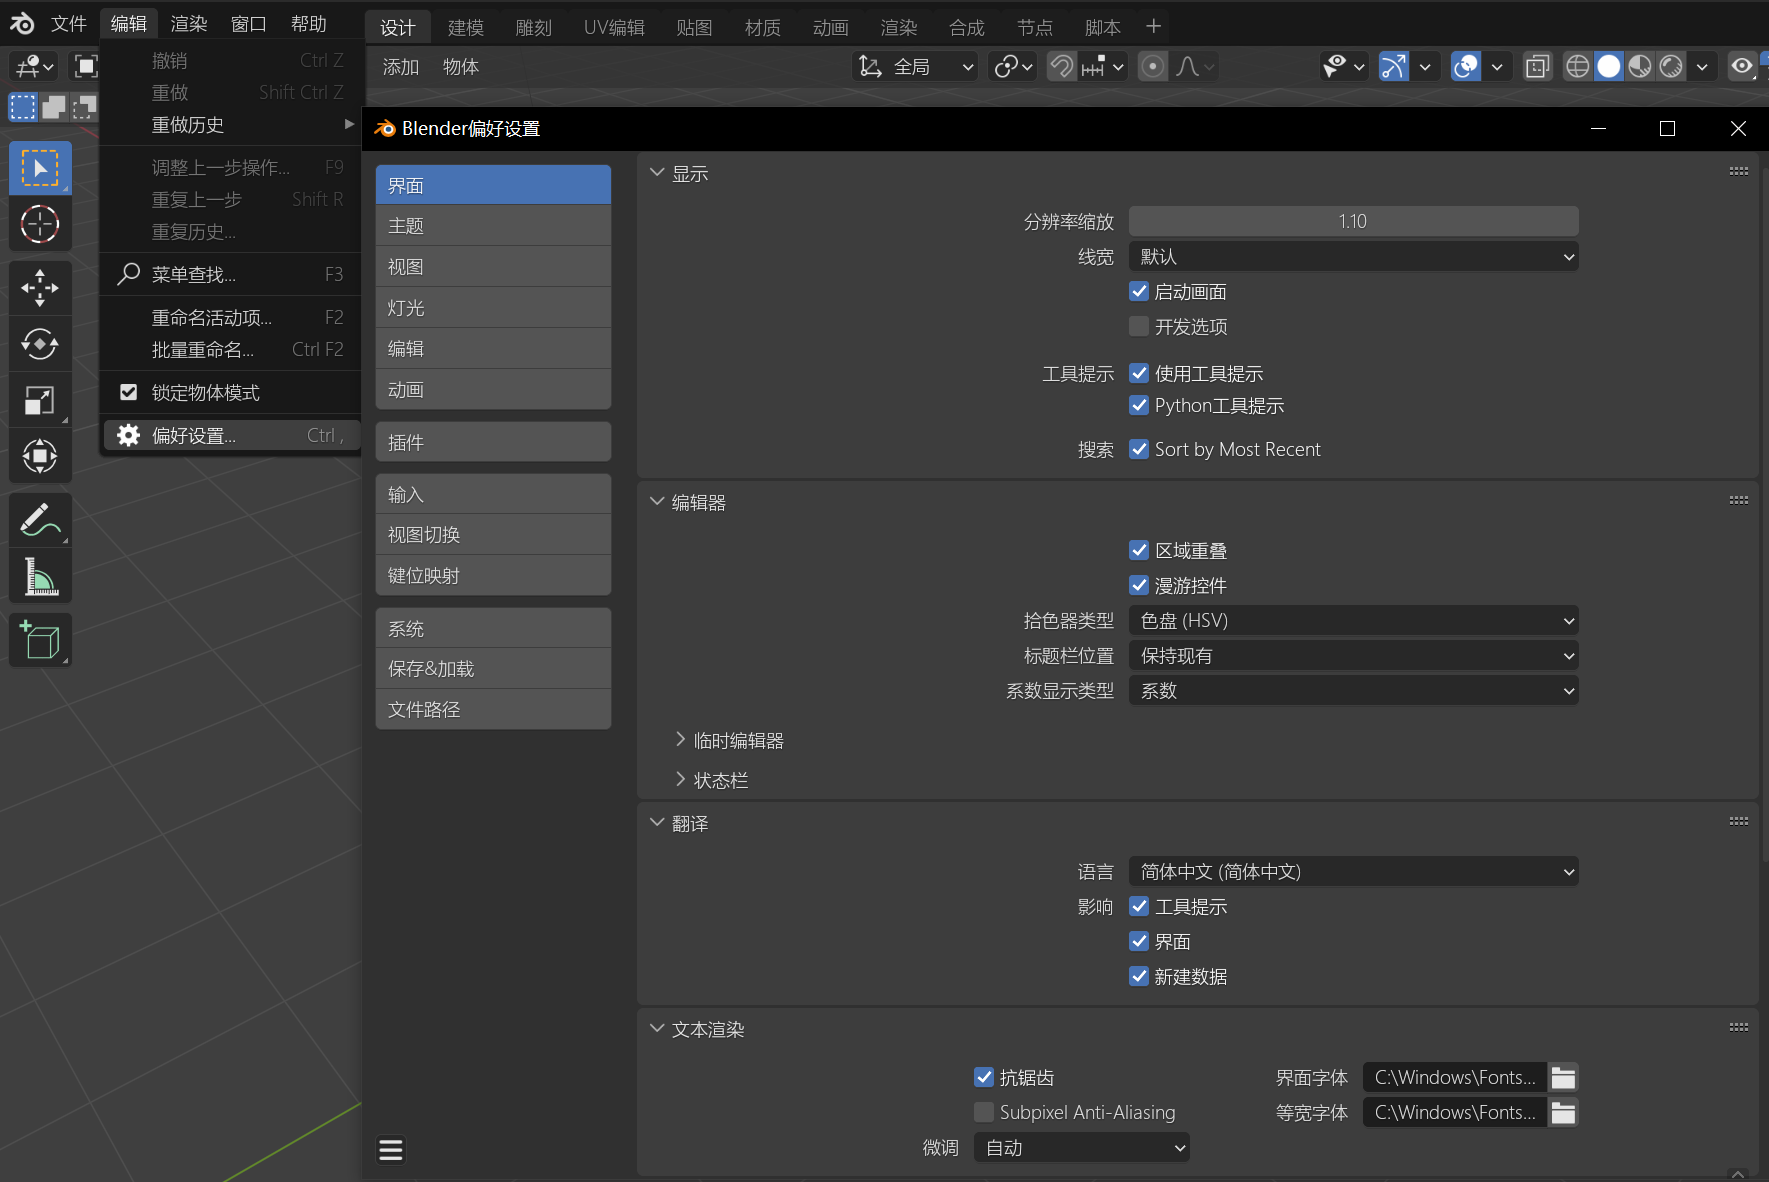 文件 编辑 渲染 窗口 帮助 设计 建模 雕刻 UV编辑 贴图 材质 动画 渲染 合成 节点 脚本
添加 物体 全局
撤销 Ctrl Z
重做 Shift Ctrl Z
重做历史
调整上一步操作... F9
重复上一步 Shift R
重复历史...
菜单查找... F3
重命名活动项... F2
批量重命名... Ctrl F2
锁定物体模式
偏好设置... Ctrl ,
Blender偏好设置
界面
主题
视图
灯光
编辑
动画
插件
输入
视图切换
键位映射
系统
保存&加载
文件路径
显示
分辨率缩放 1.10
线宽 默认
启动画面
开发选项
工具提示 使用工具提示
Python工具提示
搜索 Sort by Most Recent
编辑器
区域重叠
漫游控件
拾色器类型 色盘 (HSV)
标题栏位置 保持现有
系数显示类型 系数
临时编辑器
状态栏
翻译
语言 简体中文 (简体中文)
影响 工具提示
界面
新建数据
文本渲染
抗锯齿 界面字体 C:\Windows\Fonts...
Subpixel Anti-Aliasing 等宽字体 C:\Windows\Fonts...
微调 自动